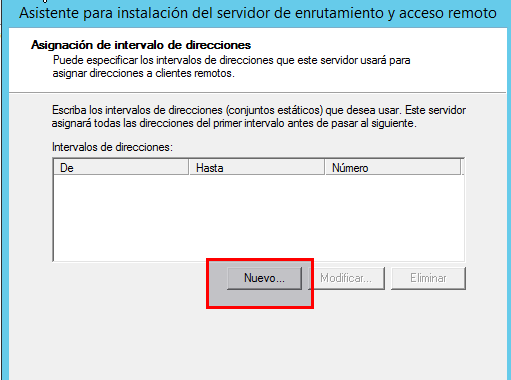 Asistente para instalación del servidor de enrutamiento y acceso remoto
Asignación de intervalo de direcciones
Puede especificar los intervalos de direcciones que este servidor usará para
asignar direcciones a clientes remotos.
Escriba los intervalos de direcciones (conjuntos estáticos) que desea usar. Este servidor
asignará todas las direcciones del primer intervalo antes de pasar al siguiente.
Intervalos de direcciones:
De Hasta Número
Nuevo... Modificar... Eliminar